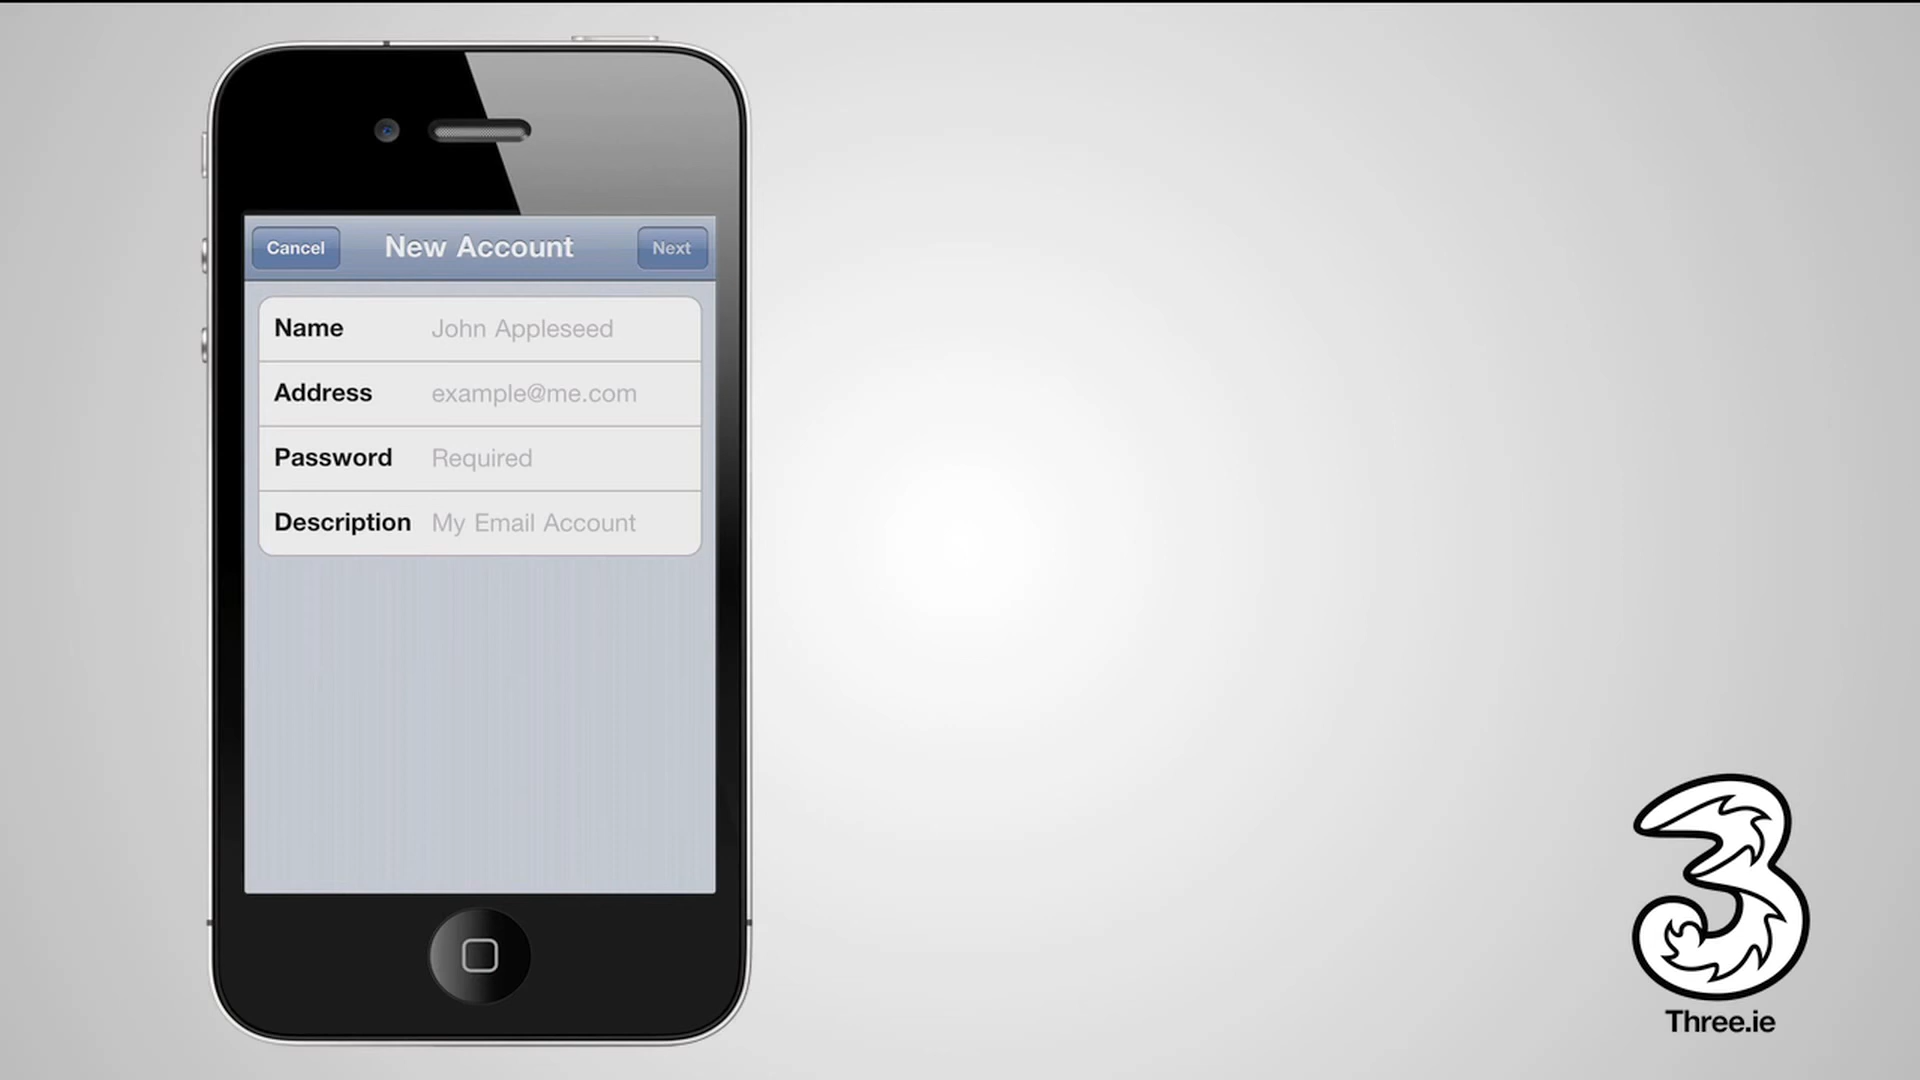 Cancel New Account Next
Name John Appleseed
Address example@me.com
Password Required
Description My Email Account
3
Three.ie